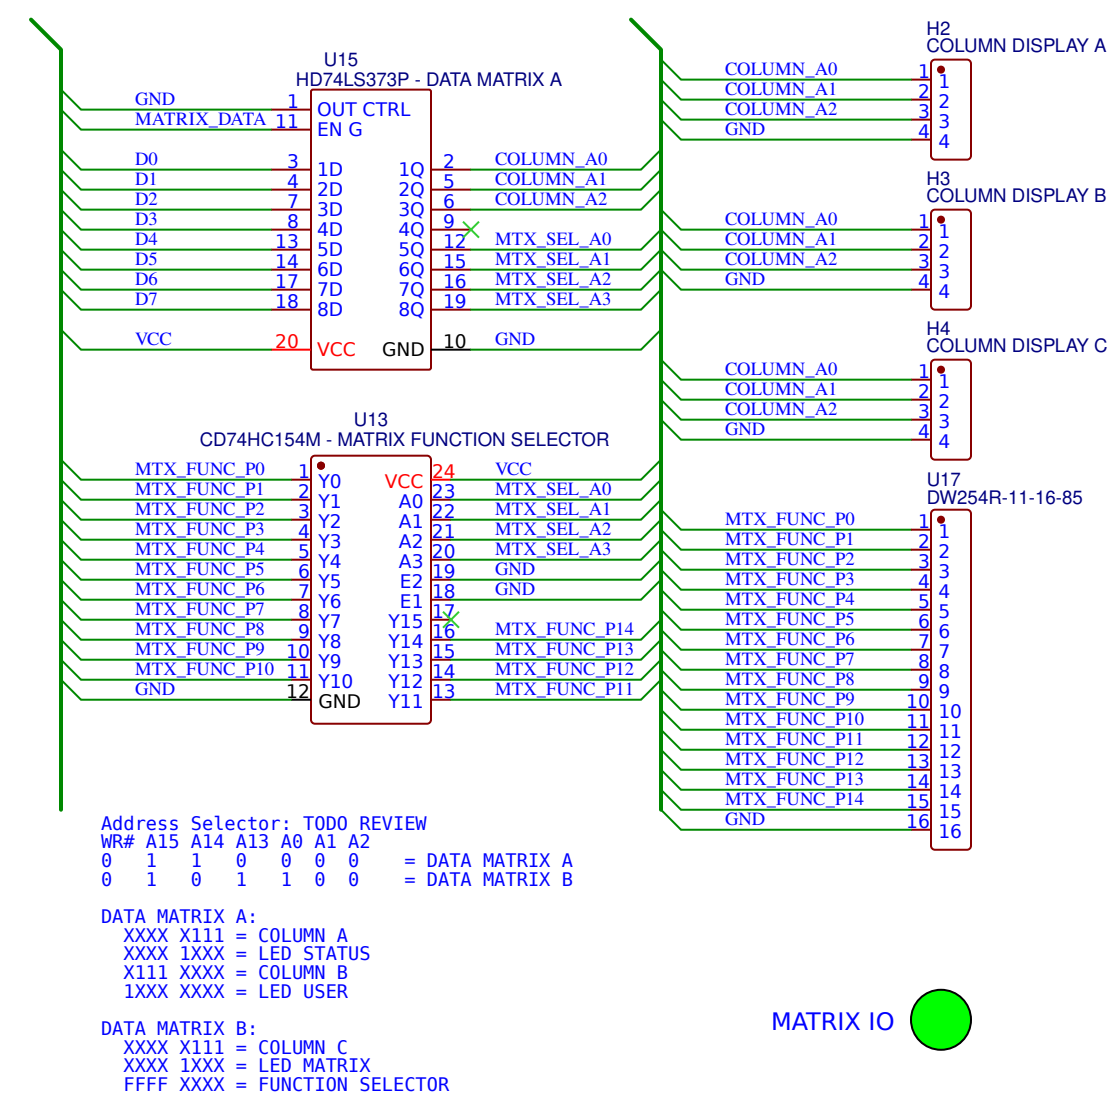 U15
HD74LS373P - DATA MATRIX A
GND 1 OUT CTRL
MATRIX_DATA 11 EN G
D0 3 1D 1Q 2 COLUMN_A0
D1 4 2D 2Q 5 COLUMN_A1
D2 7 3D 3Q 6 COLUMN_A2
D3 8 4D 4Q 9
D4 13 5D 5Q 12 MTX_SEL_A0
D5 14 6D 6Q 15 MTX_SEL_A1
D6 17 7D 7Q 16 MTX_SEL_A2
D7 18 8D 8Q 19 MTX_SEL_A3
VCC 20 VCC GND 10 GND
U13
CD74HC154M - MATRIX FUNCTION SELECTOR
MTX_FUNC_P0 1 Y0 VCC 24 VCC
MTX_FUNC_P1 2 Y1 A0 23 MTX_SEL_A0
MTX_FUNC_P2 3 Y2 A1 22 MTX_SEL_A1
MTX_FUNC_P3 4 Y3 A2 21 MTX_SEL_A2
MTX_FUNC_P4 5 Y4 A3 20 MTX_SEL_A3
MTX_FUNC_P5 6 Y5 E2 19 GND
MTX_FUNC_P6 7 Y6 E1 18 GND
MTX_FUNC_P7 8 Y7 Y15 17
MTX_FUNC_P8 9 Y8 Y14 16 MTX_FUNC_P14
MTX_FUNC_P9 10 Y9 Y13 15 MTX_FUNC_P13
MTX_FUNC_P10 11 Y10 Y12 14 MTX_FUNC_P12
GND 12 GND Y11 13 MTX_FUNC_P11
H2
COLUMN DISPLAY A
COLUMN_A0 1 1
COLUMN_A1 2 2
COLUMN_A2 3 3
GND 4 4
H3
COLUMN DISPLAY B
COLUMN_A0 1 1
COLUMN_A1 2 2
COLUMN_A2 3 3
GND 4 4
H4
COLUMN DISPLAY C
COLUMN_A0 1 1
COLUMN_A1 2 2
COLUMN_A2 3 3
GND 4 4
U17
DW254R-11-16-85
MTX_FUNC_P0 1 1
MTX_FUNC_P1 2 2
MTX_FUNC_P2 3 3
MTX_FUNC_P3 4 4
MTX_FUNC_P4 5 5
MTX_FUNC_P5 6 6
MTX_FUNC_P6 7 7
MTX_FUNC_P7 8 8
MTX_FUNC_P8 9 9
MTX_FUNC_P9 10 10
MTX_FUNC_P10 11 11
MTX_FUNC_P11 12 12
MTX_FUNC_P12 13 13
MTX_FUNC_P13 14 14
MTX_FUNC_P14 15 15
GND 16 16
Address Selector: TODO REVIEW
WR# A15 A14 A13 A0 A1 A2
0 1 1 0 0 0 0 = DATA MATRIX A
0 1 0 1 1 0 0 = DATA MATRIX B
DATA MATRIX A:
XXXX X111 = COLUMN A
XXXX 1XXX = LED STATUS
X111 XXXX = COLUMN B
1XXX XXXX = LED USER
DATA MATRIX B:
XXXX X111 = COLUMN C
XXXX 1XXX = LED MATRIX
FFFF XXXX = FUNCTION SELECTOR
MATRIX IO